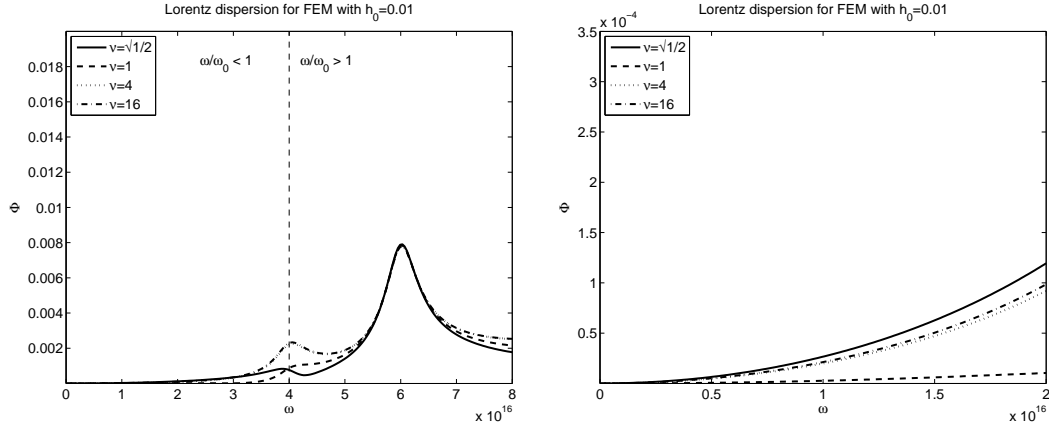 Lorentz dispersion for FEM with h₀=0.01
ν=√1/2
ν=1
ν=4
ν=16
ω/ω₀ < 1
ω/ω₀ > 1
0.018
0.016
0.014
0.012
0.01
0.008
0.006
0.004
0.002
Φ
0 1 2 3 4 5 6 7 8
ω
x 10¹⁶
Lorentz dispersion for FEM with h₀=0.01
x 10⁻⁴
ν=√1/2
ν=1
ν=4
ν=16
3.5
3
2.5
2
1.5
1
0.5
Φ
0 0.5 1 1.5 2
ω
x 10¹⁶